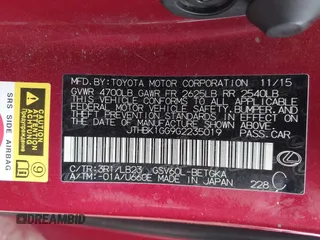 MFD. BY: TOYOTA MOTOR CORPORATION 11/15
GVWR 4700LB GAWR FR 2625LB RR 2540LB
THIS VEHICLE CONFORMS TO ALL APPLICABLE
FEDERAL MOTOR VEHICLE SAFETY, BUMPER, AND
THEFT PREVENTION STANDARDS IN EFFECT ON
THE DATE OF MANUFACTURE SHOWN ABOVE.
JTHBK1GG9G2235019 PASS. CAR
C/TR: 3R1/LB23 GSV60L-BETGKA
A/TM: -01A/U660E MADE IN JAPAN 228
SRS SIDE AIRBAG
9
DREAMBID